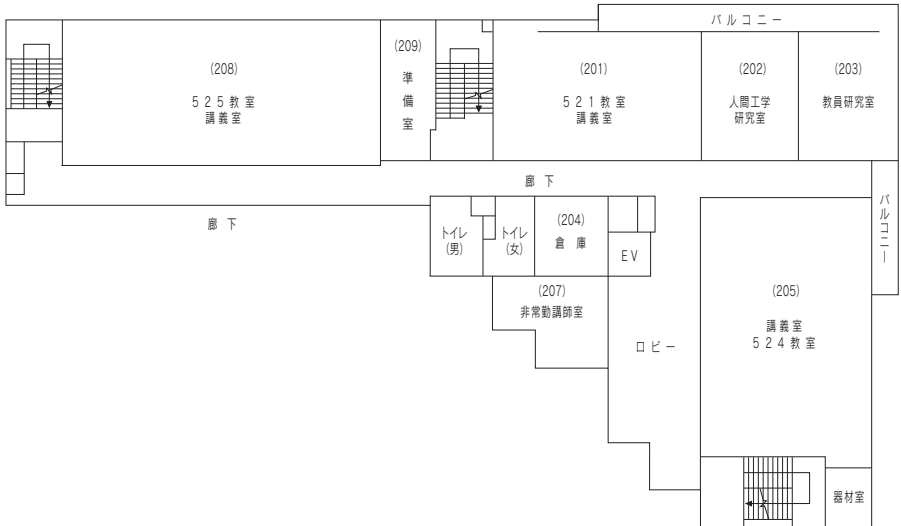 バルコニー
(208)
525教室
講義室
(209)
準備室
(201)
521教室
講義室
(202)
人間工学
研究室
(203)
教員研究室
廊下
廊下
バルコニー
トイレ
(男)
トイレ
(女)
(204)
倉庫
EV
(207)
非常勤講師室
ロビー
(205)
講義室
524教室
器材室